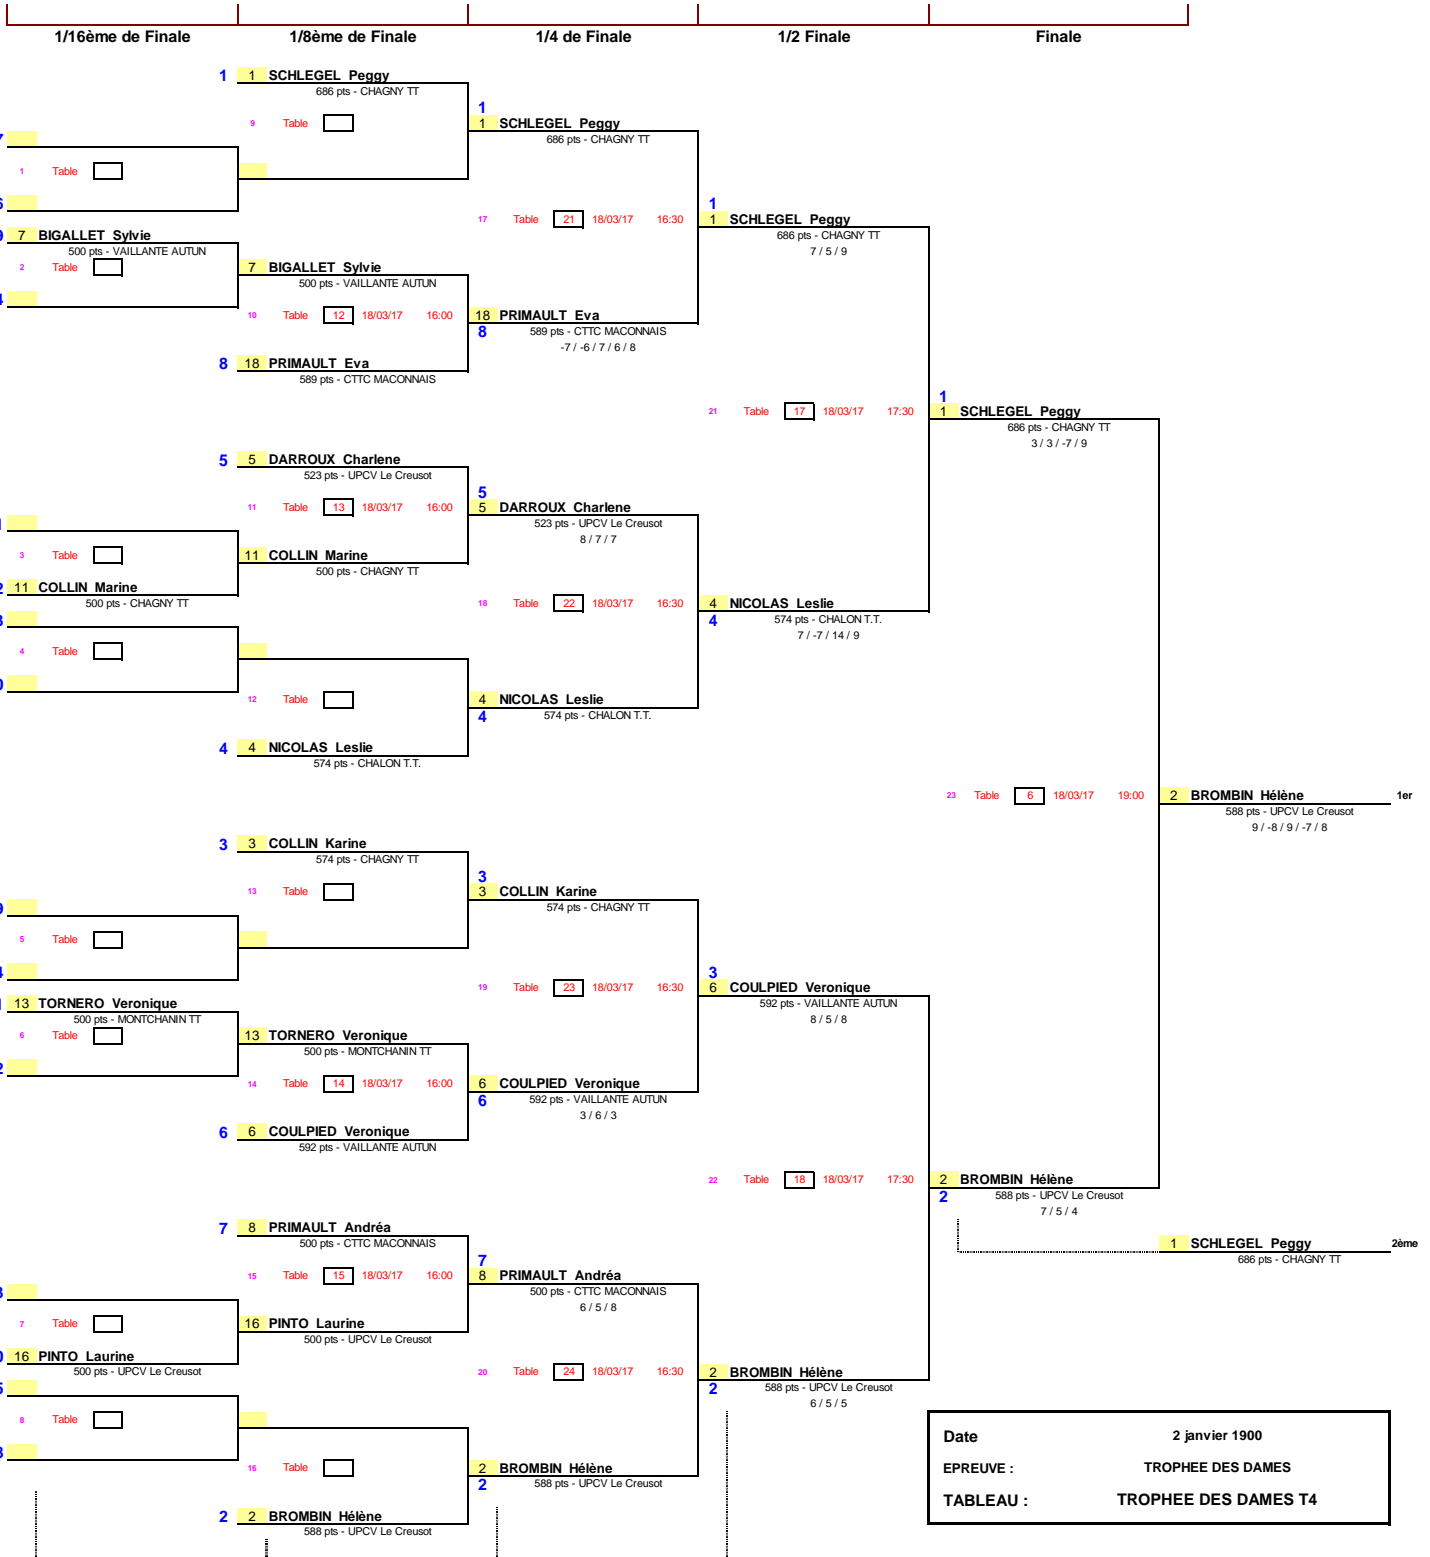 1/16ème de Finale 1/8ème de Finale 1/4 de Finale 1/2 Finale Finale
1 1 SCHLEGEL Peggy
686 pts - CHAGNY TT
9 Table
1
1 SCHLEGEL Peggy
686 pts - CHAGNY TT
1 Table
17 Table 21 18/03/17 16:30
1
1 SCHLEGEL Peggy
686 pts - CHAGNY TT
7 / 5 / 9
7 BIGALLET Sylvie
500 pts - VAILLANTE AUTUN
2 Table
7 BIGALLET Sylvie
500 pts - VAILLANTE AUTUN
10 Table 12 18/03/17 16:00
18 PRIMAULT Eva
8
589 pts - CTTC MACONNAIS
-7 / -6 / 7 / 6 / 8
8 18 PRIMAULT Eva
589 pts - CTTC MACONNAIS
21 Table 17 18/03/17 17:30
1
1 SCHLEGEL Peggy
686 pts - CHAGNY TT
3 / 3 / -7 / 9
5 5 DARROUX Charlene
523 pts - UPCV Le Creusot
11 Table 13 18/03/17 16:00
5
5 DARROUX Charlene
523 pts - UPCV Le Creusot
8 / 7 / 7
3 Table
11 COLLIN Marine
500 pts - CHAGNY TT
11 COLLIN Marine
500 pts - CHAGNY TT
18 Table 22 18/03/17 16:30
4 NICOLAS Leslie
4
574 pts - CHALON T.T.
7 / -7 / 14 / 9
4 Table
12 Table
4 NICOLAS Leslie
4
574 pts - CHALON T.T.
4 4 NICOLAS Leslie
574 pts - CHALON T.T.
23 Table 6 18/03/17 19:00
2 BROMBIN Hélène 1er
588 pts - UPCV Le Creusot
9 / -8 / 9 / -7 / 8
3 3 COLLIN Karine
574 pts - CHAGNY TT
13 Table
3
3 COLLIN Karine
574 pts - CHAGNY TT
5 Table
19 Table 23 18/03/17 16:30
3
6 COULPIED Veronique
592 pts - VAILLANTE AUTUN
8 / 5 / 8
13 TORNERO Veronique
500 pts - MONTCHANIN TT
6 Table
13 TORNERO Veronique
500 pts - MONTCHANIN TT
14 Table 14 18/03/17 16:00
6 COULPIED Veronique
6
592 pts - VAILLANTE AUTUN
3 / 6 / 3
6 6 COULPIED Veronique
592 pts - VAILLANTE AUTUN
22 Table 18 18/03/17 17:30
2 BROMBIN Hélène
2
588 pts - UPCV Le Creusot
7 / 5 / 4
1 SCHLEGEL Peggy 2ème
686 pts - CHAGNY TT
7 8 PRIMAULT Andréa
500 pts - CTTC MACONNAIS
15 Table 15 18/03/17 16:00
7
8 PRIMAULT Andréa
500 pts - CTTC MACONNAIS
6 / 5 / 8
7 Table
16 PINTO Laurine
500 pts - UPCV Le Creusot
16 PINTO Laurine
500 pts - UPCV Le Creusot
20 Table 24 18/03/17 16:30
2 BROMBIN Hélène
2
588 pts - UPCV Le Creusot
6 / 5 / 5
8 Table
16 Table
2 BROMBIN Hélène
2
588 pts - UPCV Le Creusot
2 2 BROMBIN Hélène
588 pts - UPCV Le Creusot
Date 2 janvier 1900
EPREUVE : TROPHEE DES DAMES
TABLEAU : TROPHEE DES DAMES T4